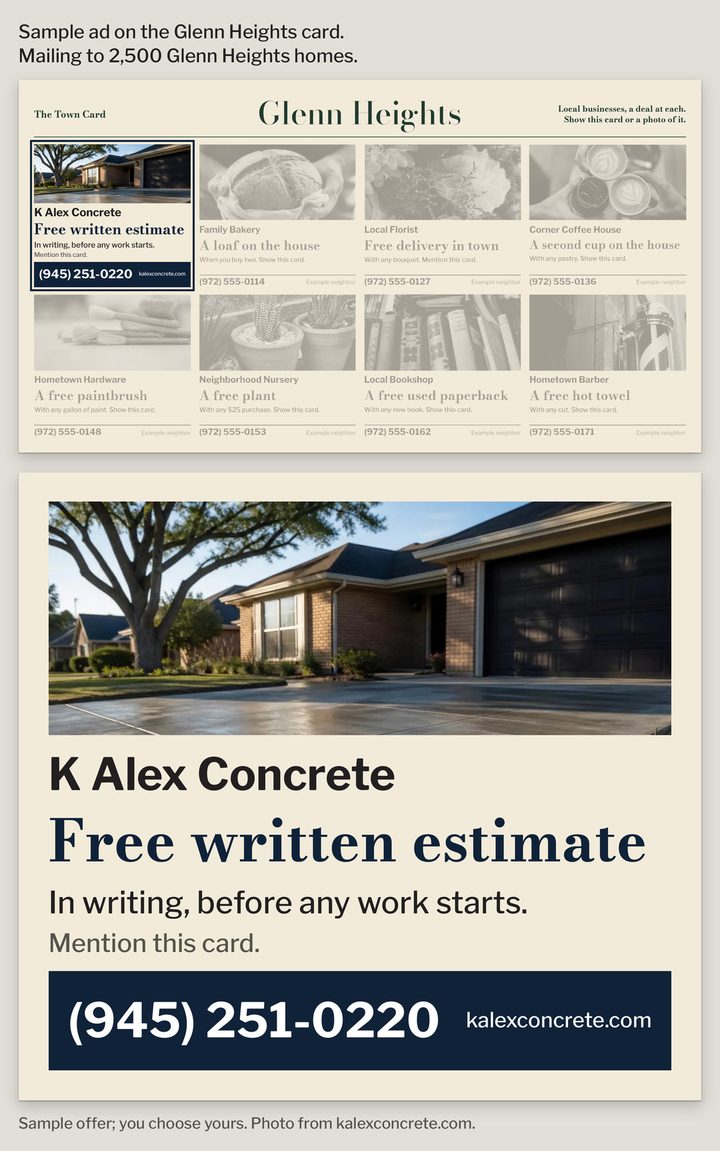 Sample ad on the Glenn Heights card.
Mailing to 2,500 Glenn Heights homes.
The Town Card
Glenn Heights
Local businesses, a deal at each.
Show this card or a photo of it.
K Alex Concrete
Free written estimate
In writing, before any work starts.
Mention this card.
(945) 251-0220 kalexconcrete.com
Family Bakery
A loaf on the house
When you buy two. Show this card.
(972) 555-0114 Example neighbor
Local Florist
Free delivery in town
With any bouquet. Mention this card.
(972) 555-0127 Example neighbor
Corner Coffee House
A second cup on the house
With any pastry. Show this card.
(972) 555-0136 Example neighbor
Hometown Hardware
A free paintbrush
With any gallon of paint. Show this card.
(972) 555-0148 Example neighbor
Neighborhood Nursery
A free plant
With any $25 purchase. Show this card.
(972) 555-0153 Example neighbor
Local Bookshop
A free used paperback
With any new book. Show this card.
(972) 555-0162 Example neighbor
Hometown Barber
A free hot towel
With any cut. Show this card.
(972) 555-0171 Example neighbor
K Alex Concrete
Free written estimate
In writing, before any work starts.
Mention this card.
(945) 251-0220 kalexconcrete.com
Sample offer; you choose yours. Photo from kalexconcrete.com.